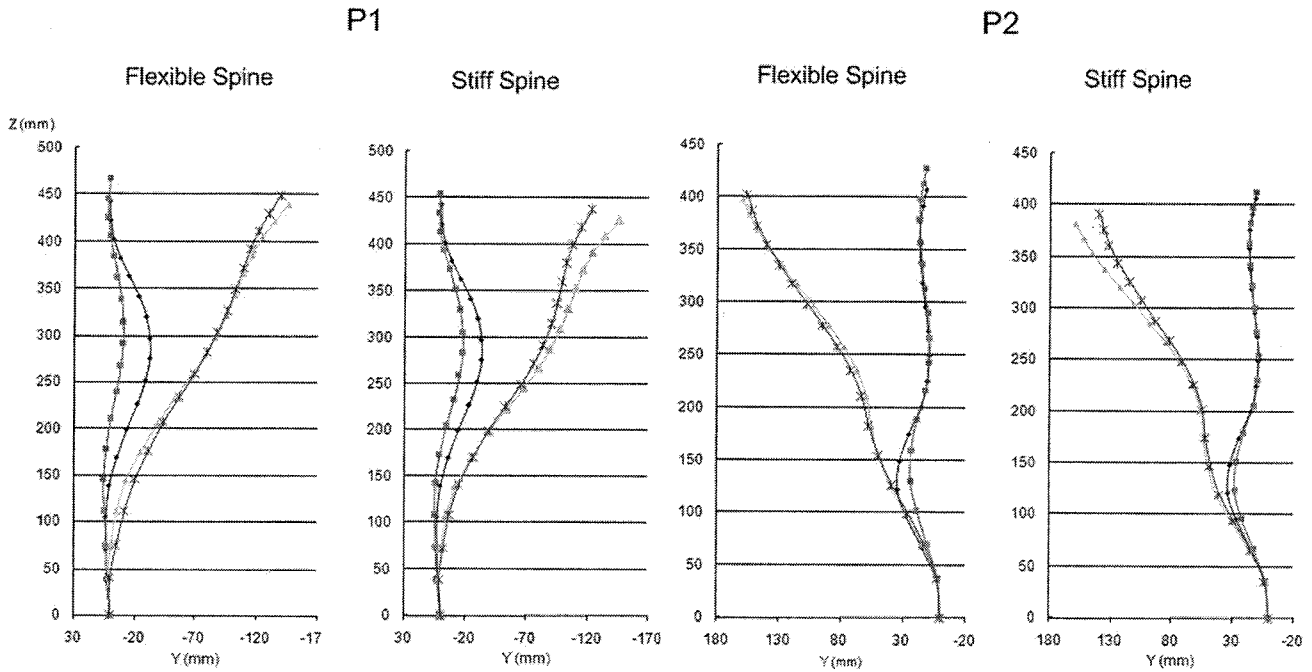 P1 P2
Flexible Spine Stiff Spine Flexible Spine Stiff Spine
Z (mm)
500 500 450 450
450 450 400 400
400 400 350 350
350 350 300 300
300 300 250 250
250 250 200 200
200 200 150 150
150 150 100 100
100 100 50 50
50 50 0 0
0 0
30 -20 -70 -120 -17 30 -20 -70 -120 -170 180 130 80 30 -20 180 130 80 30 -20
Y (mm) Y (mm) Y (mm) Y (mm)